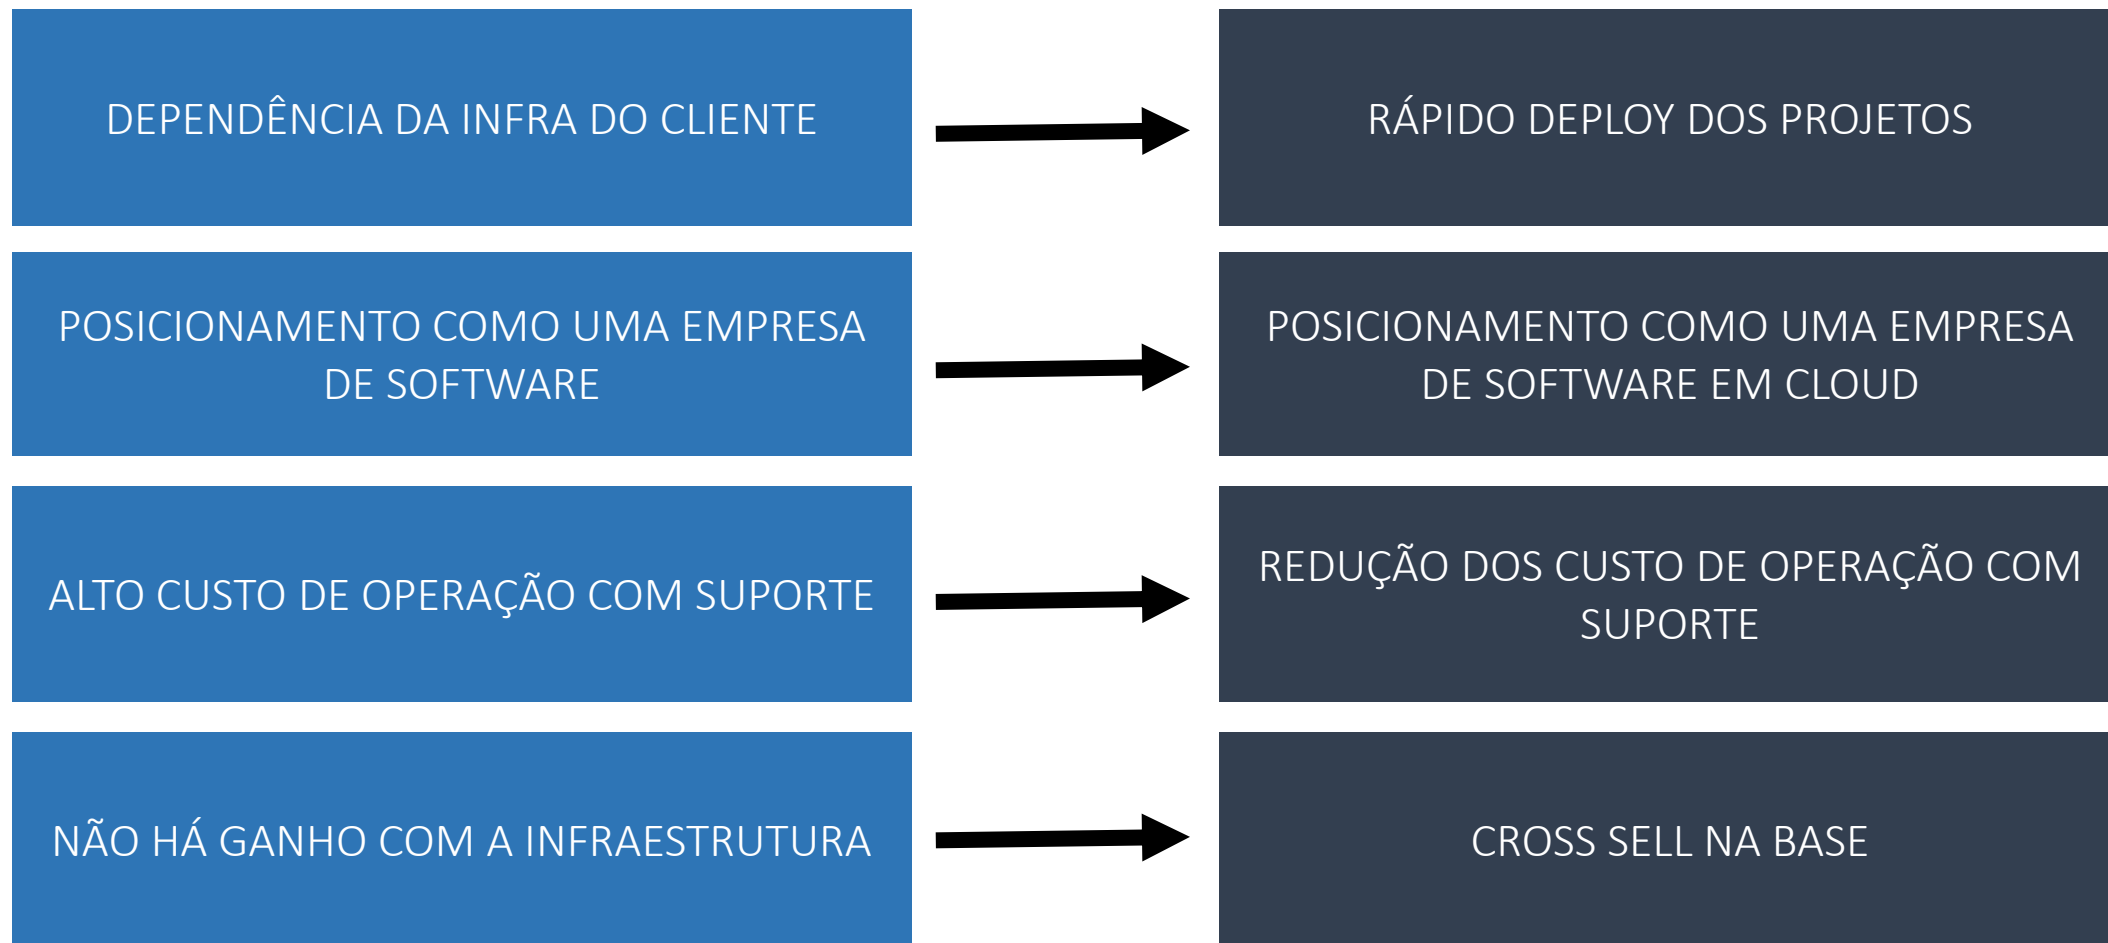 DEPENDÊNCIA DA INFRA DO CLIENTE
RÁPIDO DEPLOY DOS PROJETOS
POSICIONAMENTO COMO UMA EMPRESA
DE SOFTWARE
POSICIONAMENTO COMO UMA EMPRESA
DE SOFTWARE EM CLOUD
ALTO CUSTO DE OPERAÇÃO COM SUPORTE
REDUÇÃO DOS CUSTO DE OPERAÇÃO COM
SUPORTE
NÃO HÁ GANHO COM A INFRAESTRUTURA
CROSS SELL NA BASE